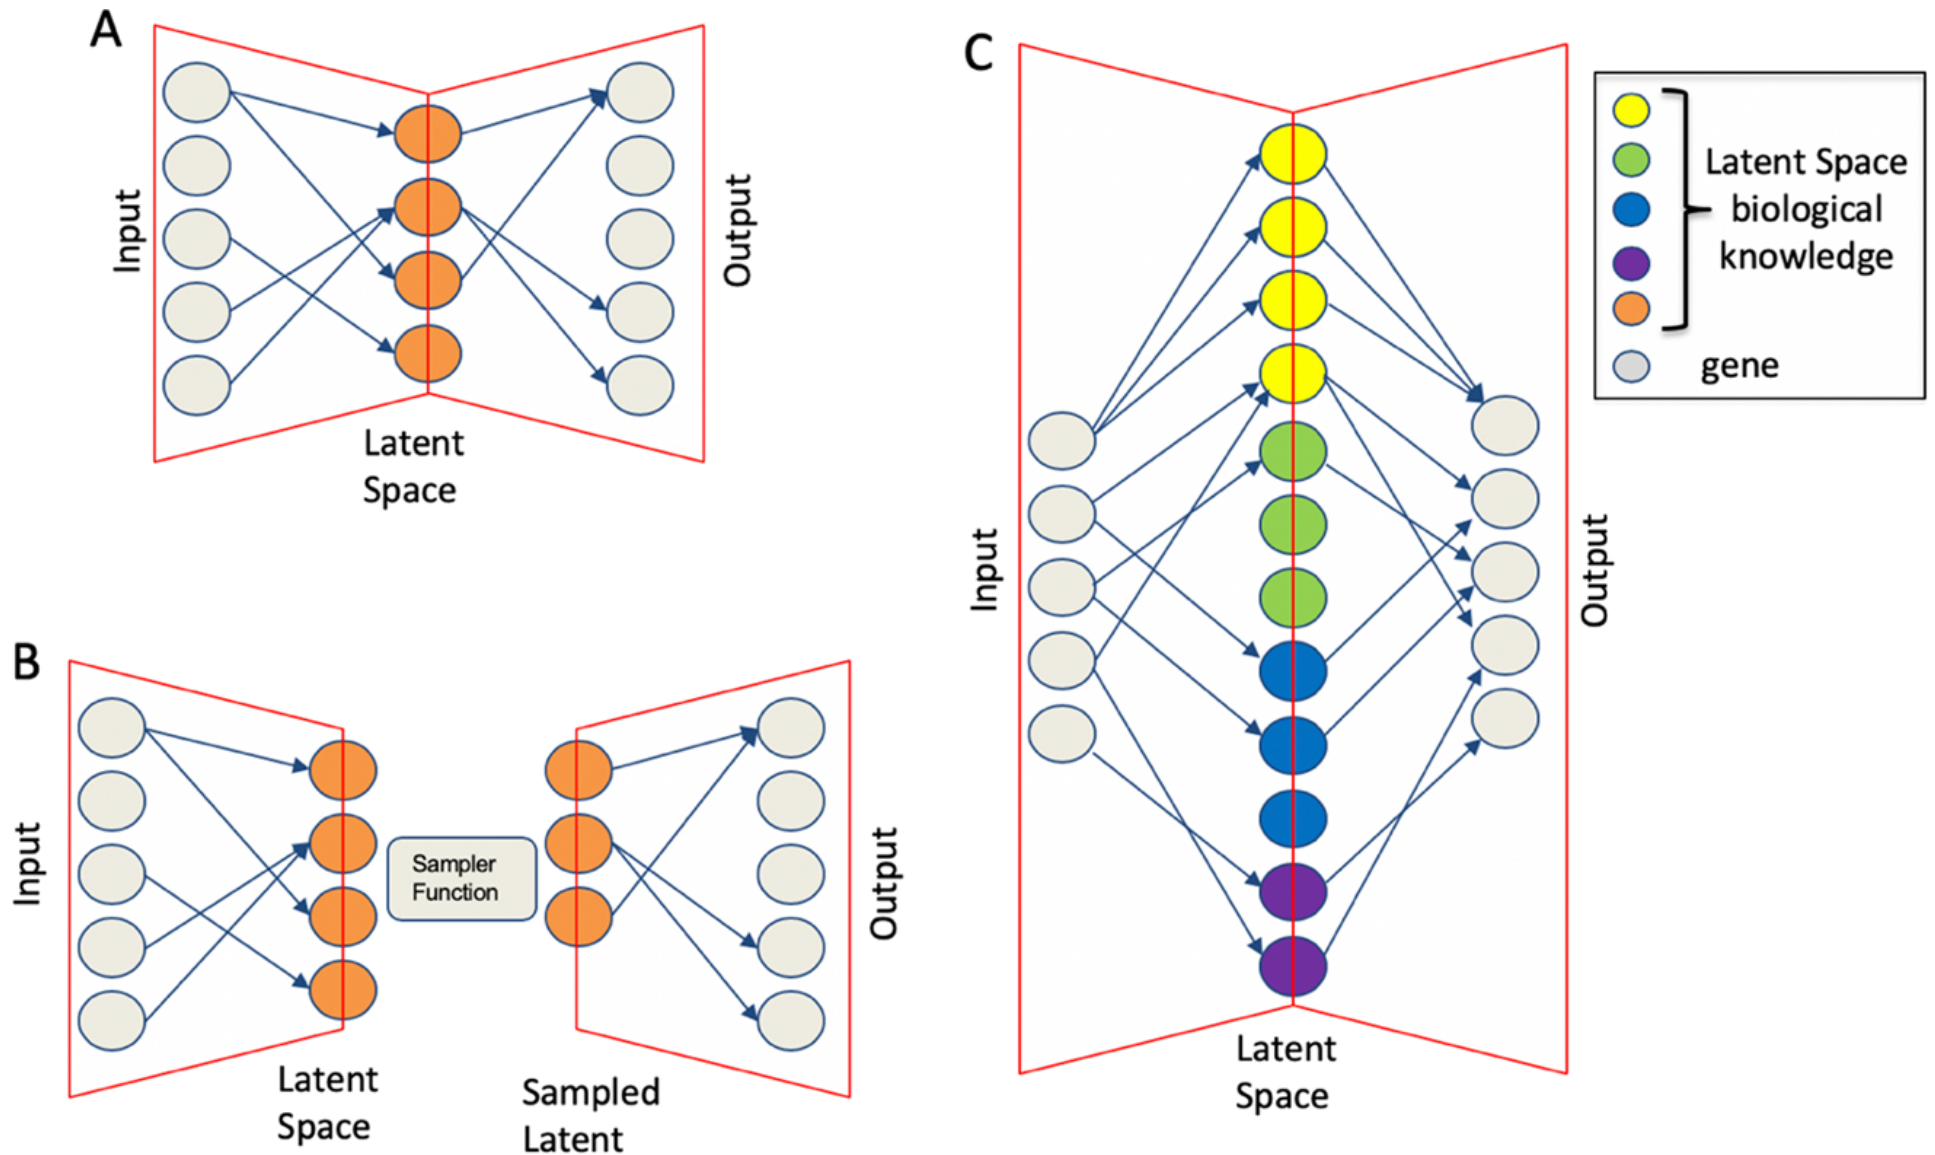 A
Input
Output
Latent
Space
B
Input
Sampler
Function
Output
Latent
Space
Sampled
Latent
C
Input
Output
Latent
Space
Latent Space
biological
knowledge
gene